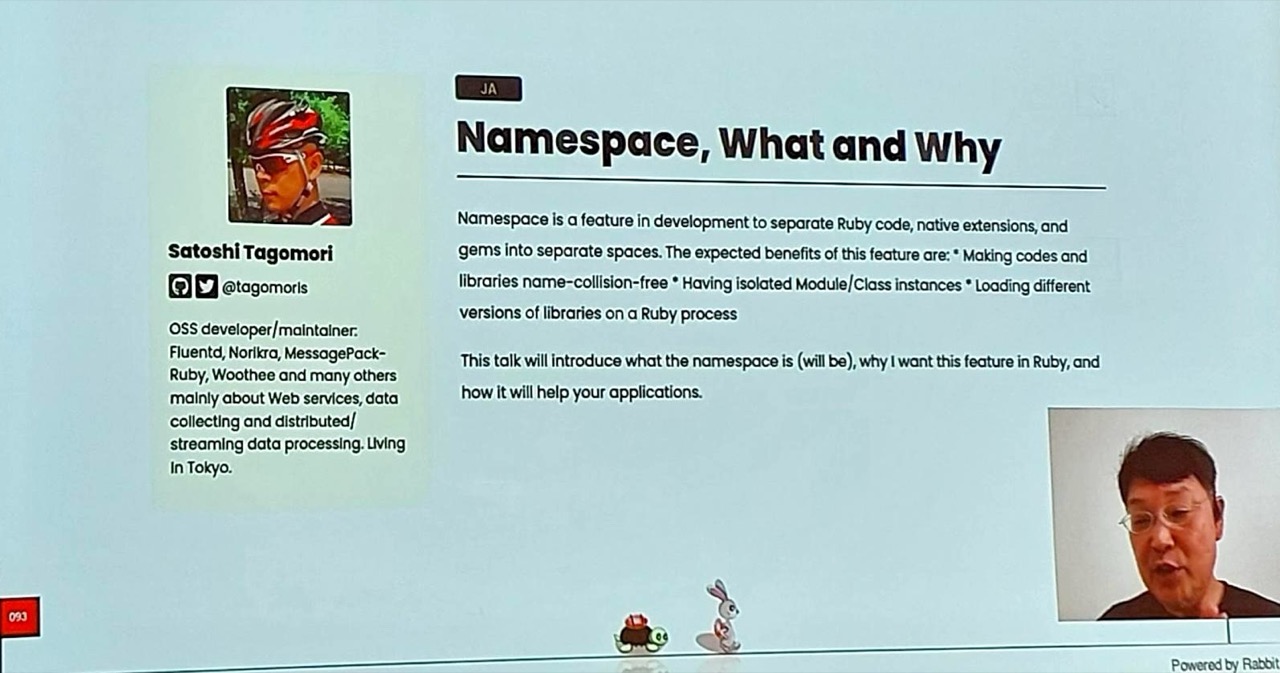 JA
Namespace, What and Why
Namespace is a feature in development to separate Ruby code, native extensions, and
gems into separate spaces. The expected benefits of this feature are: * Making codes and
libraries name-collision-free * Having isolated Module/Class instances * Loading different
versions of libraries on a Ruby process
This talk will introduce what the namespace is (will be), why I want this feature in Ruby, and
how it will help your applications.
Satoshi Tagomori
@tagomoris
OSS developer/maintainer:
Fluentd, Norikra, MessagePack-
Ruby, Woothee and many others
mainly about Web services, data
collecting and distributed/
streaming data processing. Living
in Tokyo.
093
Powered by Rabbit